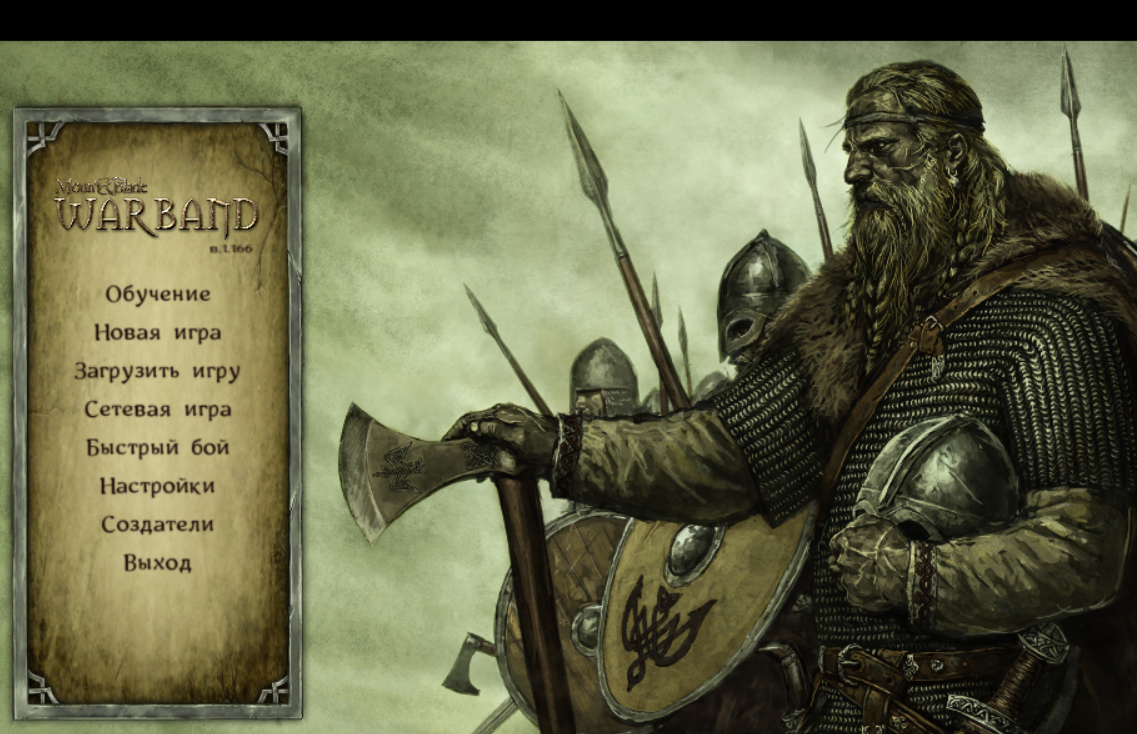 Mount&Blade
WARBAND
в.1.166
Обучение
Новая игра
Загрузить игру
Сетевая игра
Быстрый бой
Настройки
Создатели
Выход